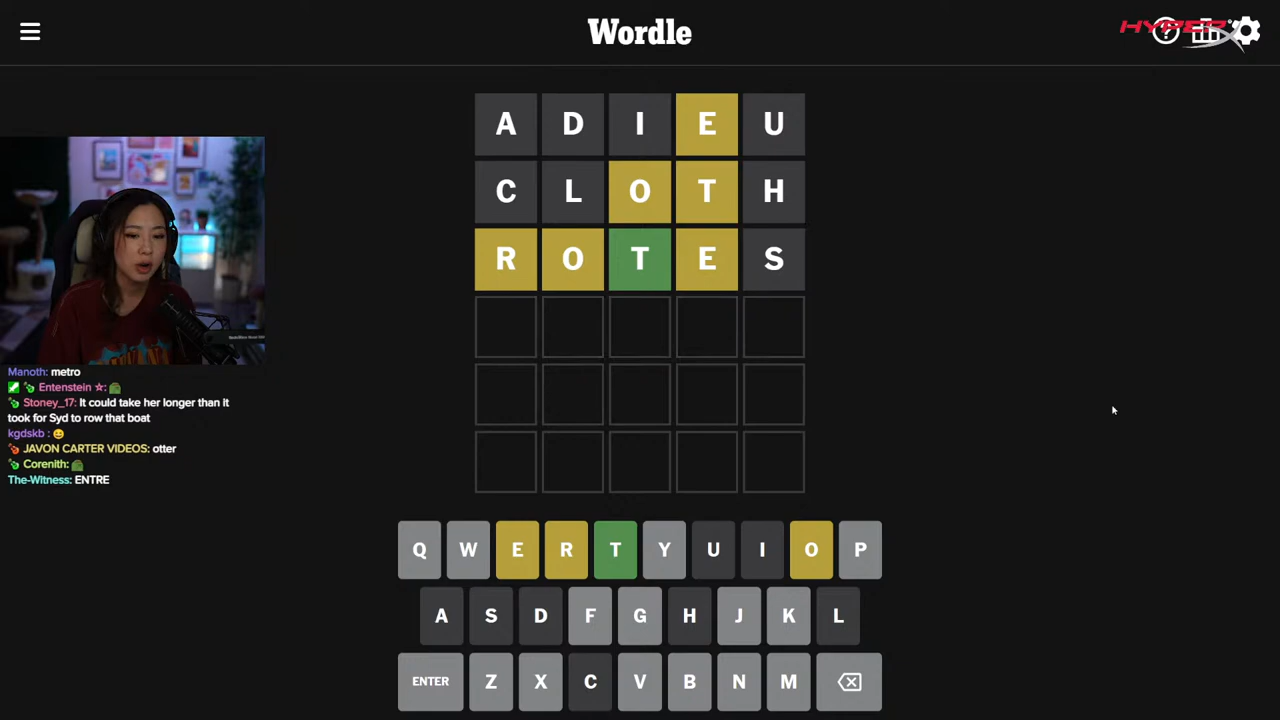 Wordle
HYPERX
A D I E U
C L O T H
R O T E S
Manoth: metro
Entenstein ☆:
Stoney_17: It could take her longer than it
took for Syd to row that boat
kgdskb : 😀
JAVON CARTER VIDEOS: otter
Corenith:
The-Witness: ENTRE
Q W E R T Y U I O P
A S D F G H J K L
ENTER Z X C V B N M